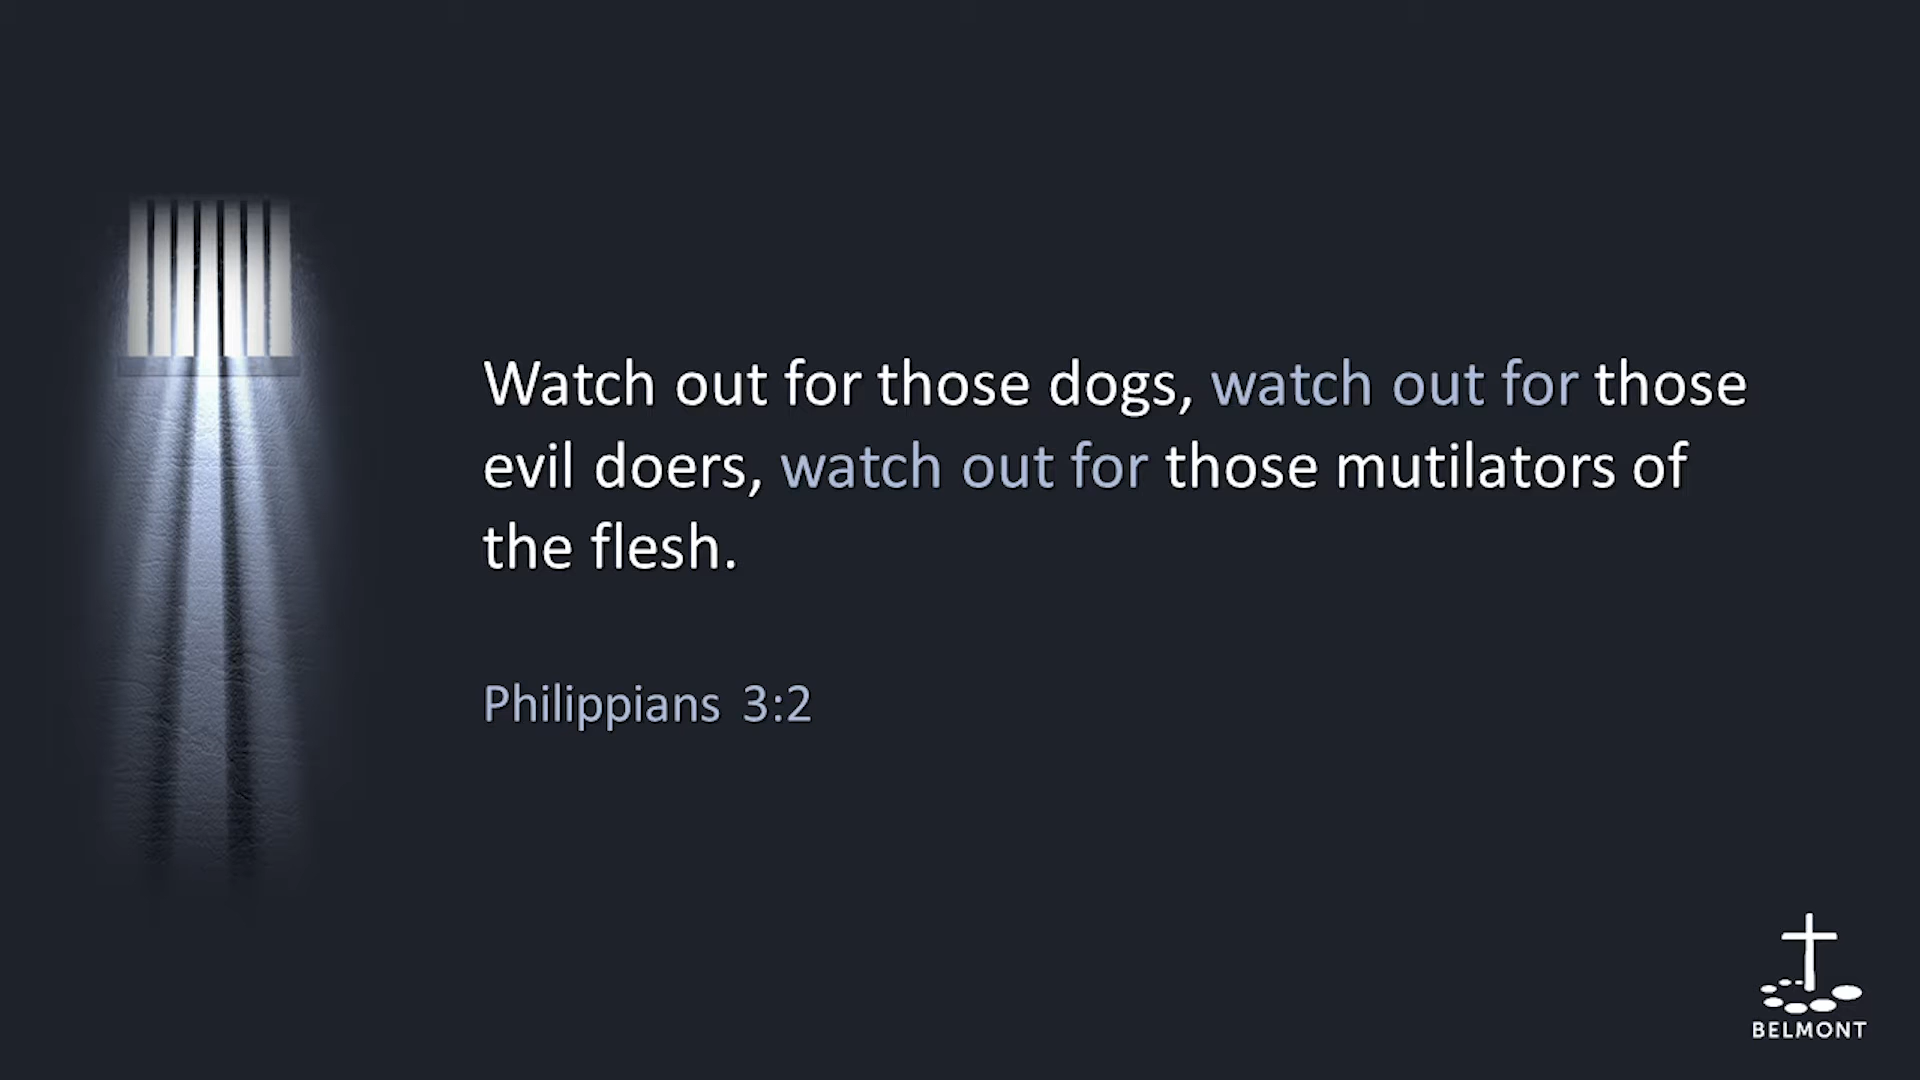 Watch out for those dogs, watch out for those
evil doers, watch out for those mutilators of
the flesh.
Philippians 3:2
BELMONT